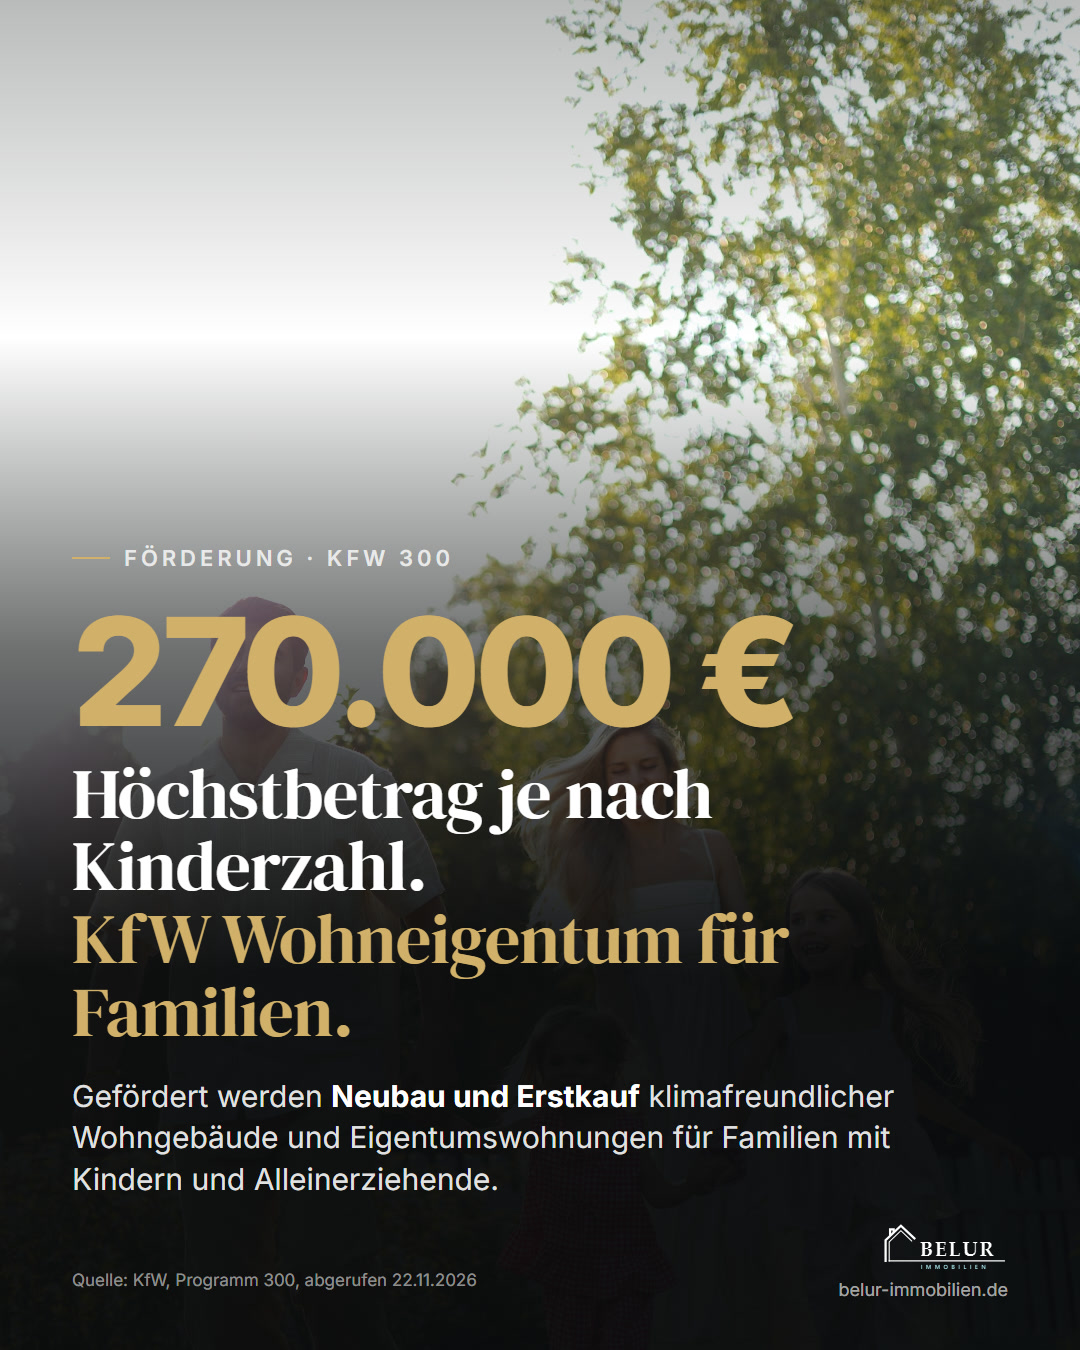 FÖRDERUNG · KFW 300
270.000 €
Höchstbetrag je nach
Kinderzahl.
KfW Wohneigentum für
Familien.
Gefördert werden Neubau und Erstkauf klimafreundlicher
Wohngebäude und Eigentumswohnungen für Familien mit
Kindern und Alleinerziehende.
BELUR
IMMOBILIEN
Quelle: KfW, Programm 300, abgerufen 22.11.2026
belur-immobilien.de